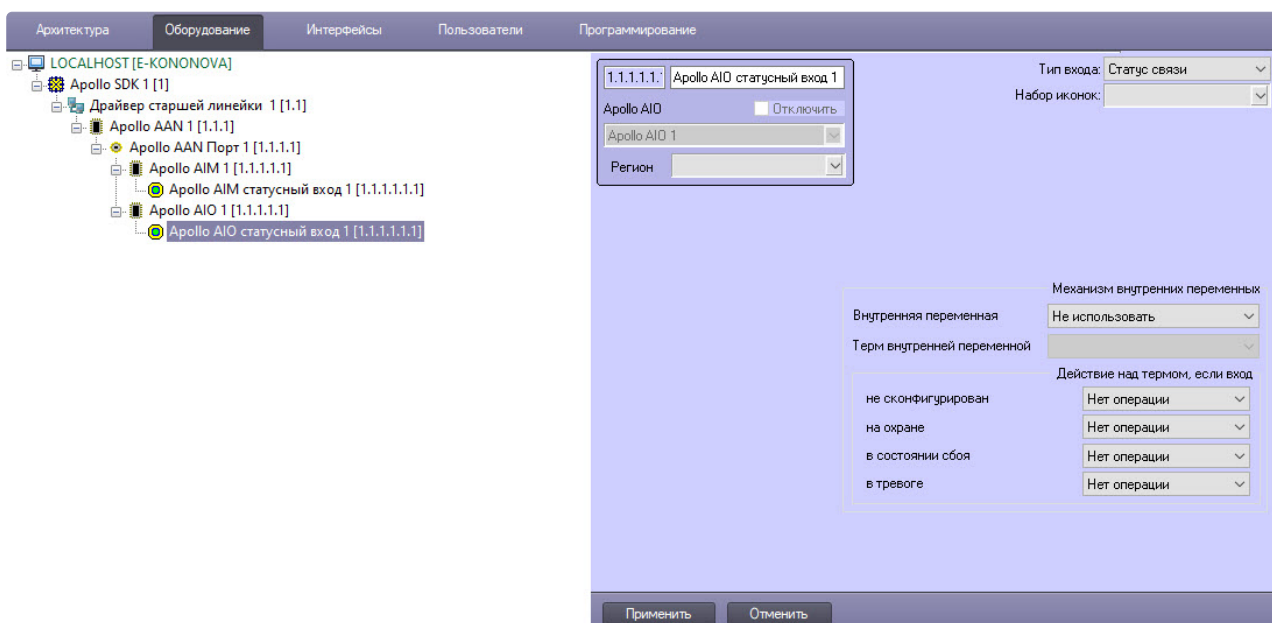 Архитектура Оборудование Интерфейсы Пользователи Программирование
LOCALHOST [E-KONONOVA]
Apollo SDK 1 [1]
Драйвер старшей линейки 1 [1.1]
Apollo AAN 1 [1.1.1]
Apollo AAN Порт 1 [1.1.1.1]
Apollo AIM 1 [1.1.1.1.1]
Apollo AIM статусный вход 1 [1.1.1.1.1.1]
Apollo AIO 1 [1.1.1.1.1]
Apollo AIO статусный вход 1 [1.1.1.1.1.1]
1.1.1.1.1. Apollo AIO статусный вход 1
Apollo AIO Отключить
Apollo AIO 1
Регион
Тип входа: Статус связи
Набор иконок:
Механизм внутренних переменных
Внутренняя переменная Не использовать
Терм внутренней переменной
Действие над термом, если вход
не сконфигурирован Нет операции
на охране Нет операции
в состоянии сбоя Нет операции
в тревоге Нет операции
Применить Отменить